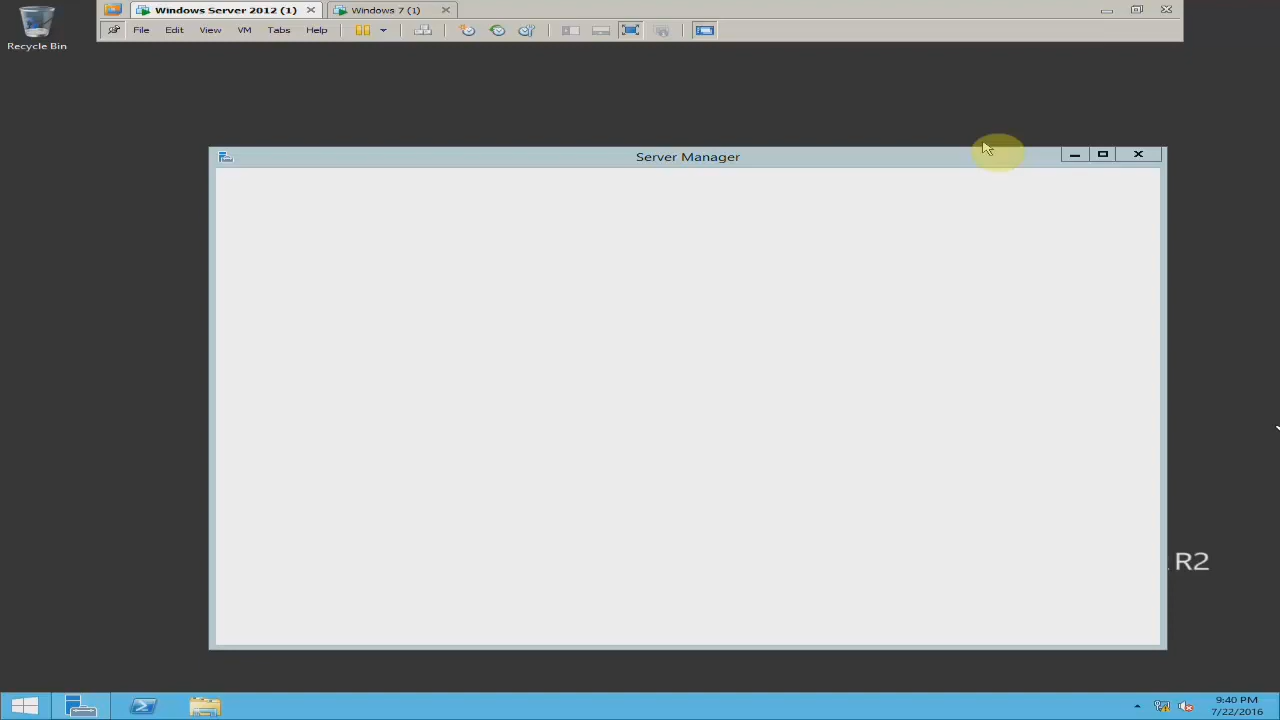 Windows Server 2012 (1)
Windows 7 (1)
File Edit View VM Tabs Help
Recycle Bin
Server Manager
R2
9:40 PM
7/22/2016